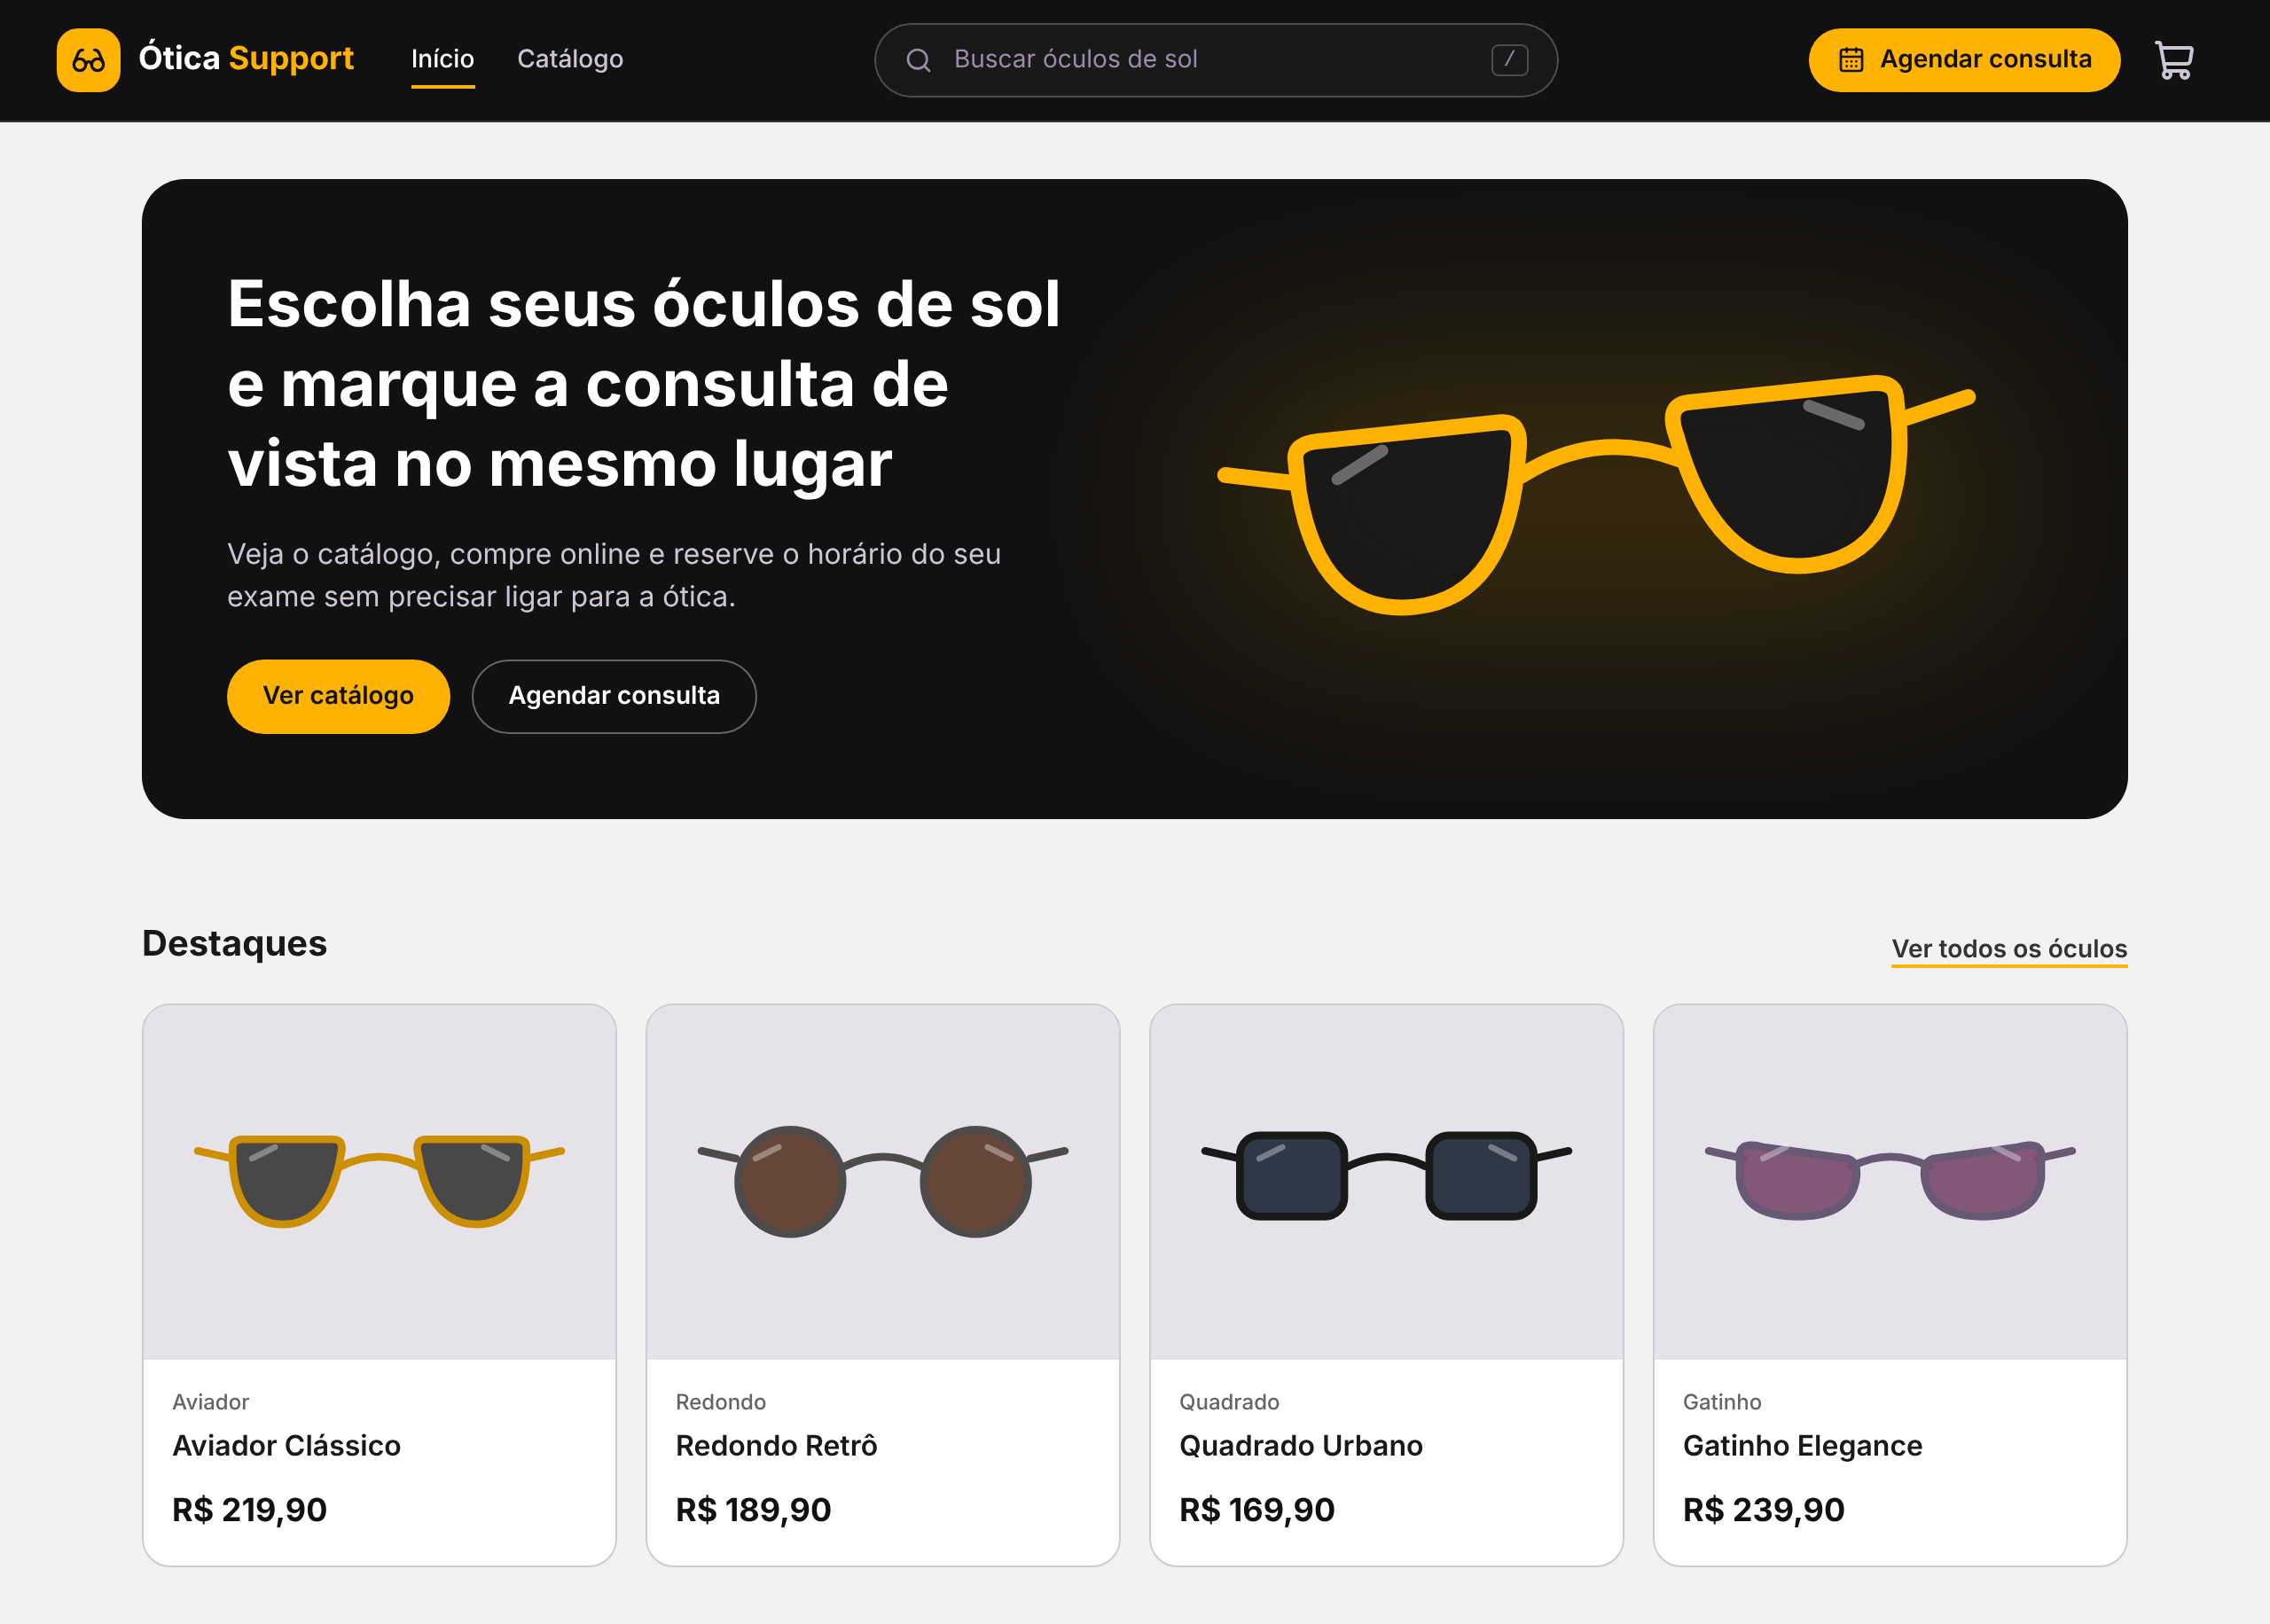 Ótica Support
Início
Catálogo
Buscar óculos de sol
/
Agendar consulta
Escolha seus óculos de sol
e marque a consulta de
vista no mesmo lugar
Veja o catálogo, compre online e reserve o horário do seu
exame sem precisar ligar para a ótica.
Ver catálogo
Agendar consulta
Destaques
Ver todos os óculos
Aviador
Aviador Clássico
R$ 219,90
Redondo
Redondo Retrô
R$ 189,90
Quadrado
Quadrado Urbano
R$ 169,90
Gatinho
Gatinho Elegance
R$ 239,90